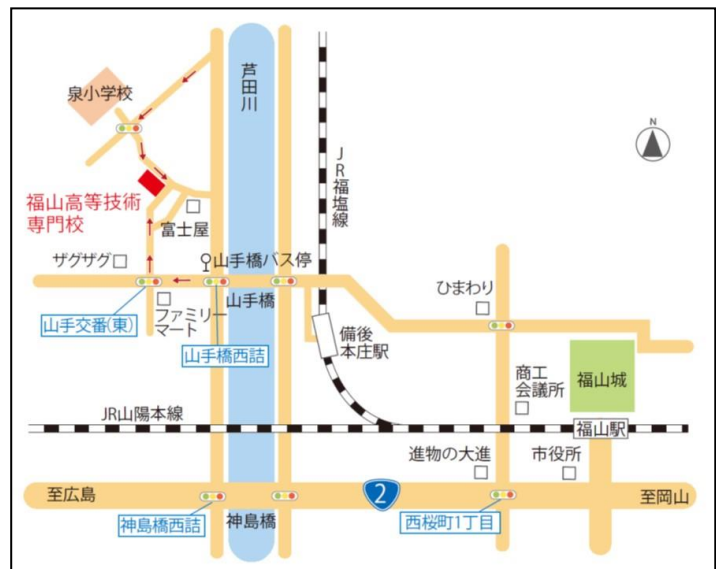 泉小学校
芦田川
N
JR福塩線
福山高等技術
専門校
富士屋
ザグザグ
山手橋バス停
山手橋
ひまわり
山手交番(東)
ファミリー
マート
山手橋西詰
備後
本庄駅
商工
会議所
福山城
JR山陽本線
福山駅
進物の大進
市役所
至広島
2
至岡山
神島橋西詰
神島橋
西桜町1丁目